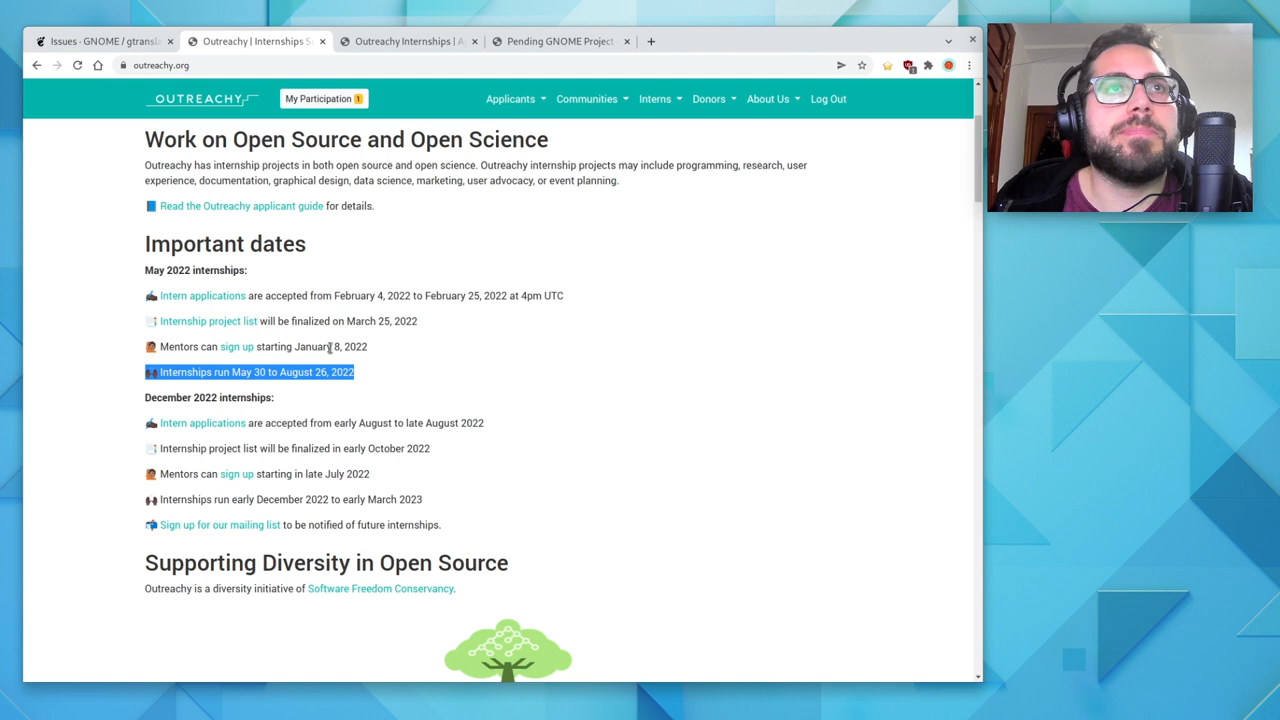 Issues · GNOME / gtransla
Outreachy | Internships S
Outreachy Internships | A
Pending GNOME Project
outreachy.org
1
OUTREACHY
My Participation 1
Applicants
Communities
Interns
Donors
About Us
Log Out
Work on Open Source and Open Science
Outreachy has internship projects in both open source and open science. Outreachy internship projects may include programming, research, user
experience, documentation, graphical design, data science, marketing, user advocacy, or event planning.
Read the Outreachy applicant guide for details.
Important dates
May 2022 internships:
Intern applications are accepted from February 4, 2022 to February 25, 2022 at 4pm UTC
Internship project list will be finalized on March 25, 2022
Mentors can sign up starting January 8, 2022
Internships run May 30 to August 26, 2022
December 2022 internships:
Intern applications are accepted from early August to late August 2022
Internship project list will be finalized in early October 2022
Mentors can sign up starting in late July 2022
Internships run early December 2022 to early March 2023
Sign up for our mailing list to be notified of future internships.
Supporting Diversity in Open Source
Outreachy is a diversity initiative of Software Freedom Conservancy.